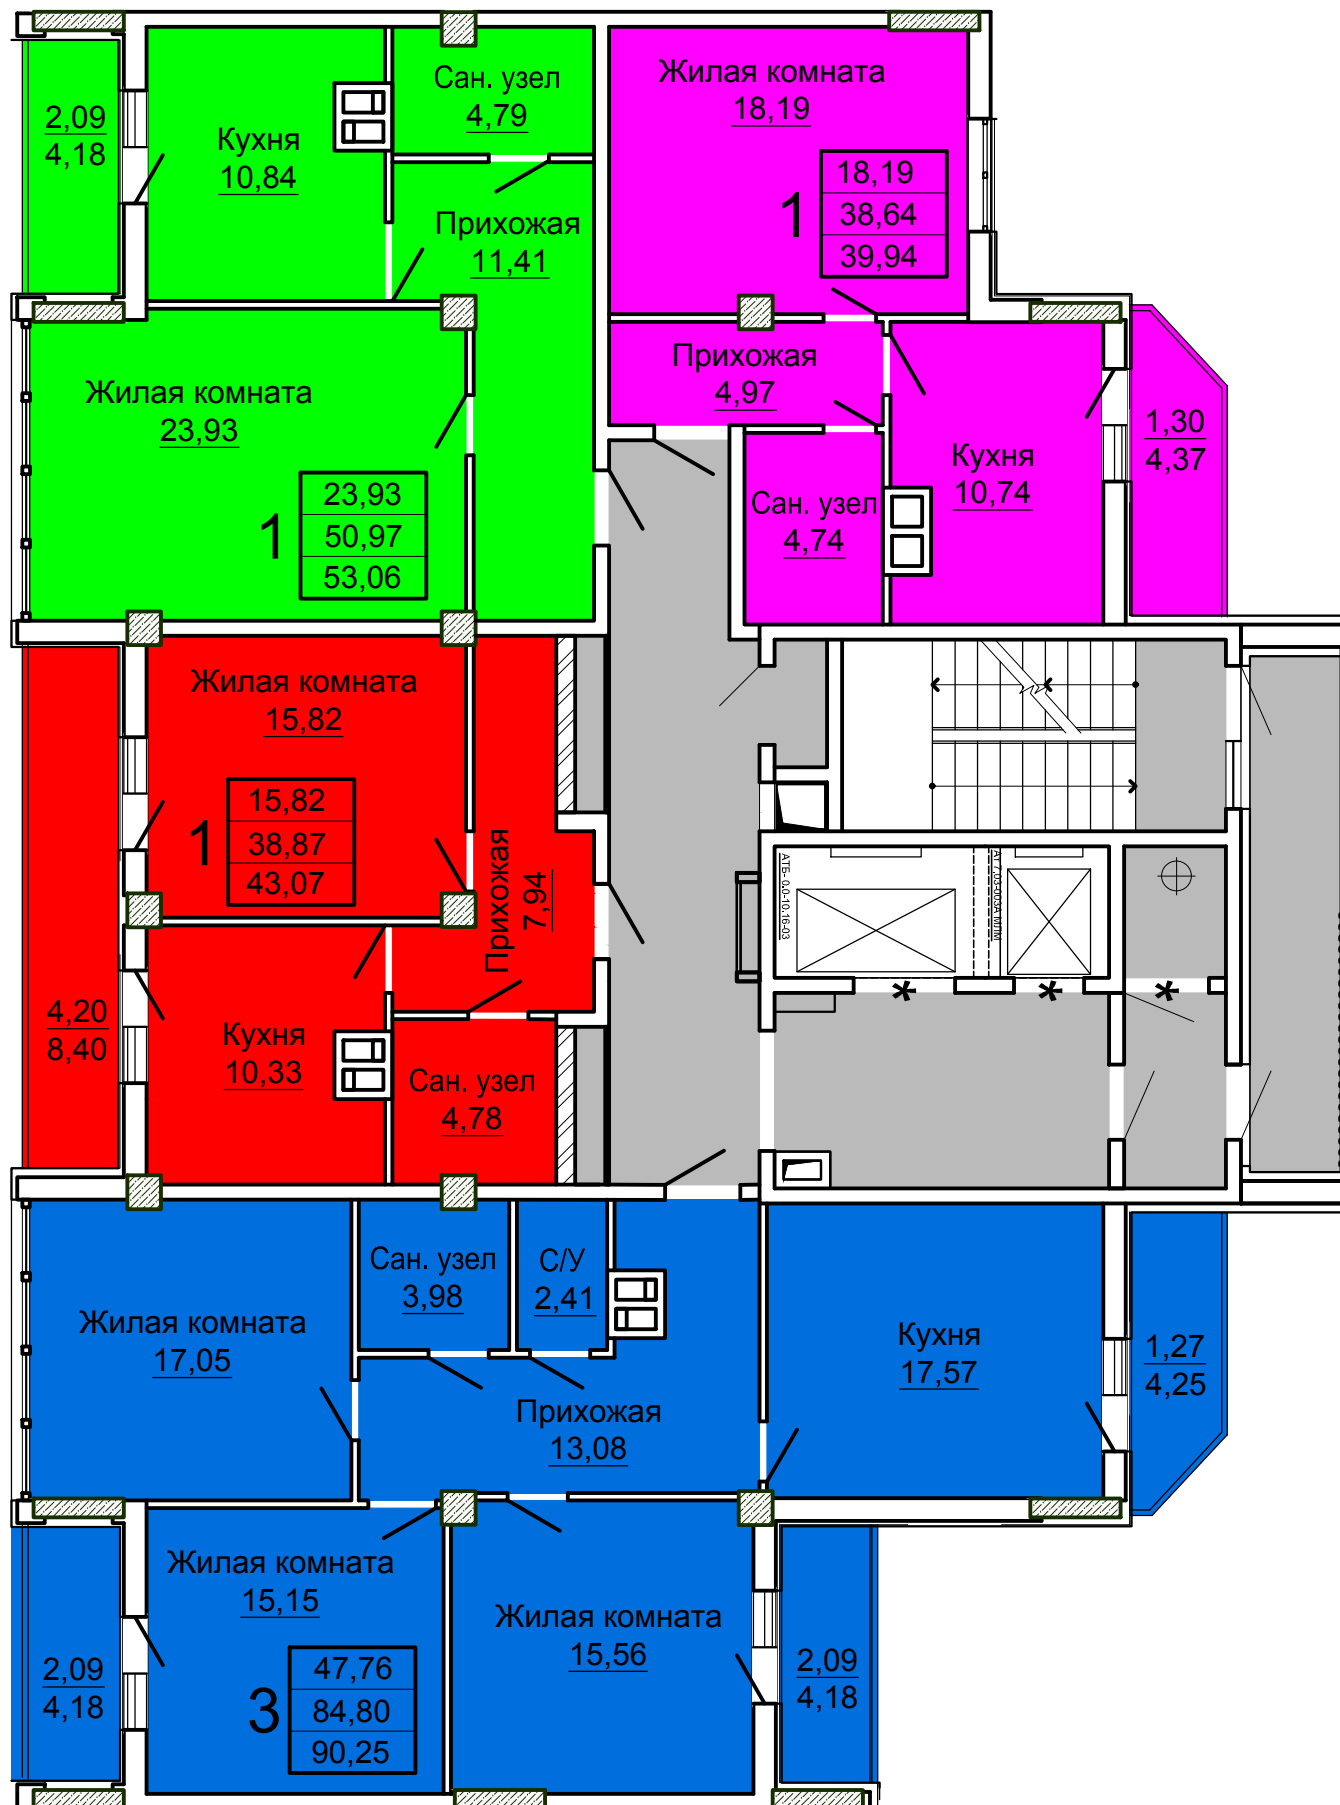 2,09
4,18
Кухня
10,84
Сан. узел
4,79
Прихожая
11,41
Жилая комната
23,93
1
23,93
50,97
53,06
Жилая комната
18,19
1
18,19
38,64
39,94
Прихожая
4,97
Сан. узел
4,74
Кухня
10,74
1,30
4,37
Жилая комната
15,82
1
15,82
38,87
43,07
Прихожая
7,94
4,20
8,40
Кухня
10,33
Сан. узел
4,78
АТ7.03-003А МЛМ
*
*
*
Жилая комната
17,05
Сан. узел
3,98
С/У
2,41
Прихожая
13,08
Кухня
17,57
1,27
4,25
Жилая комната
15,15
3
47,76
84,80
90,25
2,09
4,18
Жилая комната
15,56
2,09
4,18